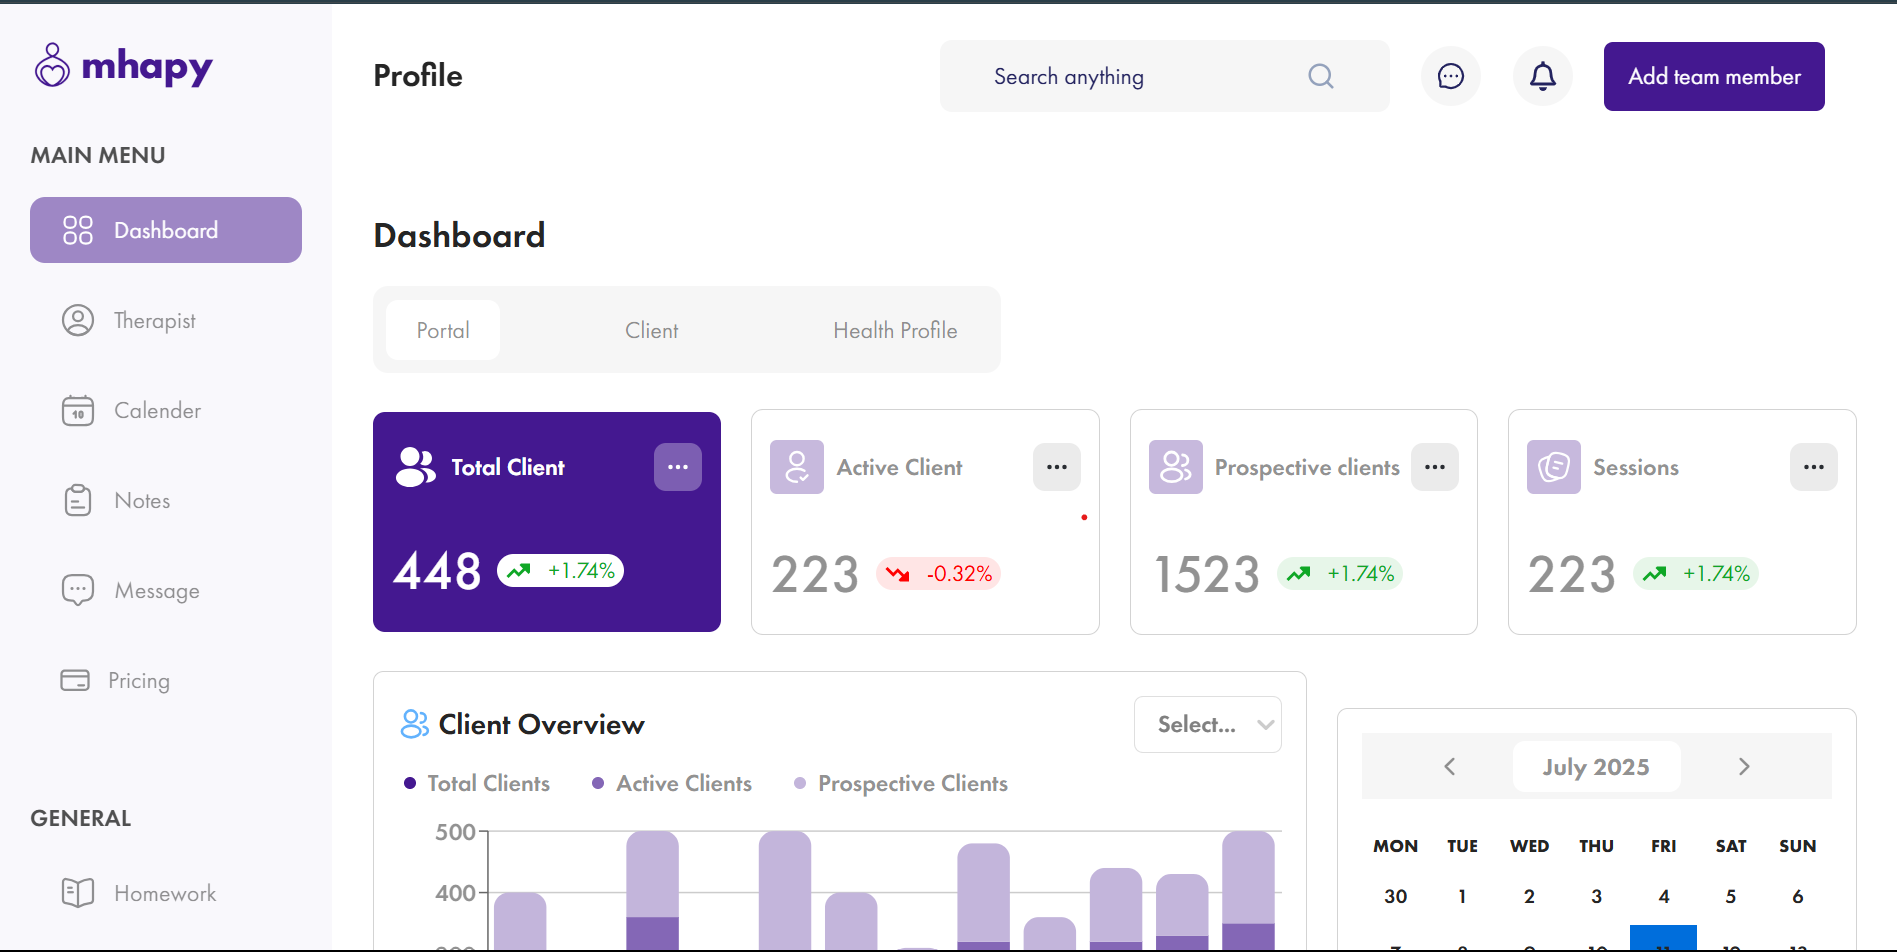 mhapy
Profile
Search anything
Add team member
MAIN MENU
Dashboard
Therapist
10
Calender
Notes
Message
Pricing
GENERAL
Homework
Dashboard
Portal Client Health Profile
Total Client
448 +1.74%
Active Client
223 -0.32%
Prospective clients
1523 +1.74%
Sessions
223 +1.74%
Client Overview
Select...
Total Clients Active Clients Prospective Clients
500
400
July 2025
MON TUE WED THU FRI SAT SUN
30 1 2 3 4 5 6